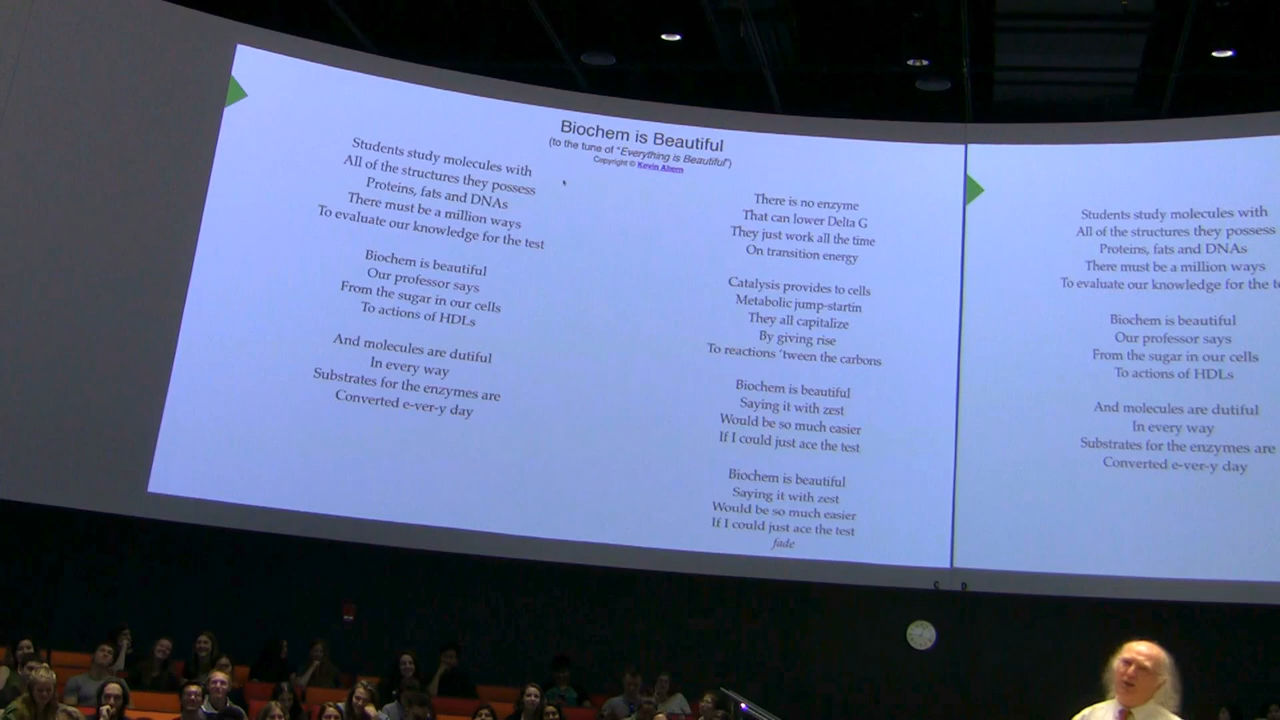 Biochem is Beautiful
(to the tune of "Everything is Beautiful")
Copyright © Kevin Ahern
Students study molecules with
All of the structures they possess
Proteins, fats and DNAs
There must be a million ways
To evaluate our knowledge for the test
Biochem is beautiful
Our professor says
From the sugar in our cells
To actions of HDLs
And molecules are dutiful
In every way
Substrates for the enzymes are
Converted e-ver-y day
There is no enzyme
That can lower Delta G
They just work all the time
On transition energy
Catalysis provides to cells
Metabolic jump-startin
They all capitalize
By giving rise
To reactions 'tween the carbons
Biochem is beautiful
Saying it with zest
Would be so much easier
If I could just ace the test
Biochem is beautiful
Saying it with zest
Would be so much easier
If I could just ace the test
fade
Students study molecules with
All of the structures they possess
Proteins, fats and DNAs
There must be a million ways
To evaluate our knowledge for the
Biochem is beautiful
Our professor says
From the sugar in our cells
To actions of HDLs
And molecules are dutiful
In every way
Substrates for the enzymes are
Converted e-ver-y day
C D